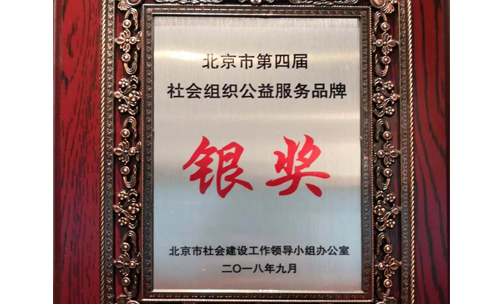 北京市第四届
社会组织公益服务品牌
银奖
北京市社会建设工作领导小组办公室
二〇一八年九月